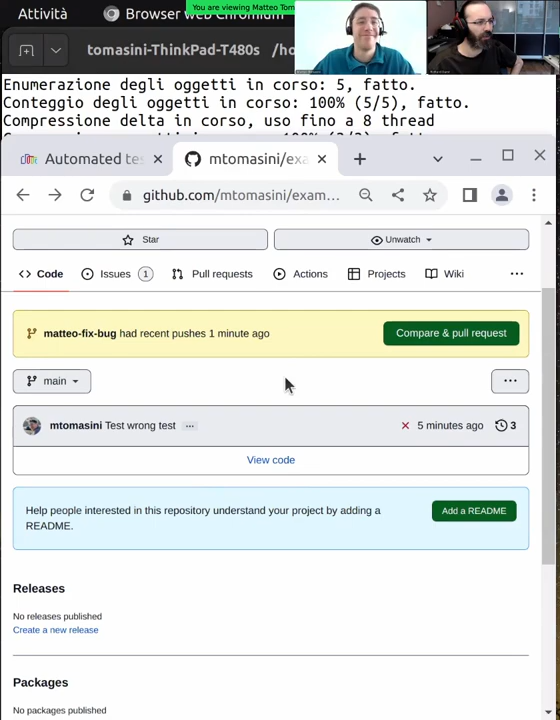 Attività
Browser web Chromium
You are viewing Matteo Tom
tomasini-ThinkPad-T480s
Enumerazione degli oggetti in corso: 5, fatto.
Conteggio degli oggetti in corso: 100% (5/5), fatto.
Compressione delta in corso, uso fino a 8 thread
Automated tes
mtomasini/exa
github.com/mtomasini/exam...
Star
Unwatch
Code
Issues 1
Pull requests
Actions
Projects
Wiki
...
matteo-fix-bug had recent pushes 1 minute ago
Compare & pull request
main
...
mtomasini Test wrong test ...
5 minutes ago
3
View code
Help people interested in this repository understand your project by adding a
README.
Add a README
Releases
No releases published
Create a new release
Packages
No packages published